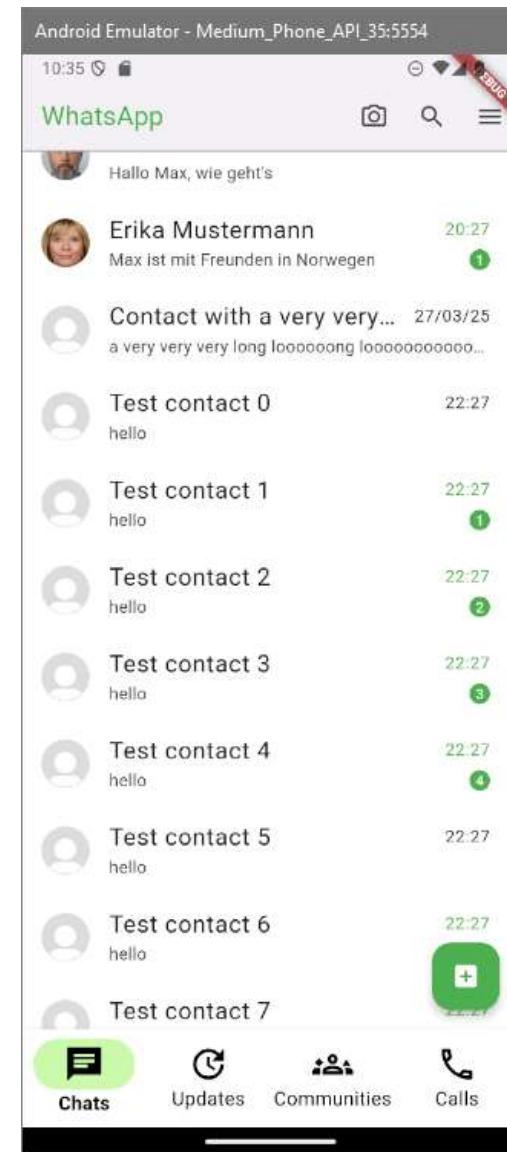 Android Emulator - Medium_Phone_API_35:5554
10:35
DEBUG
WhatsApp
Hallo Max, wie geht's
Erika Mustermann 20:27
Max ist mit Freunden in Norwegen 1
Contact with a very very... 27/03/25
a very very very long loooooong looooooooooo...
Test contact 0 22:27
hello
Test contact 1 22:27
hello 1
Test contact 2 22:27
hello 2
Test contact 3 22:27
hello 3
Test contact 4 22:27
hello 4
Test contact 5 22:27
hello
Test contact 6 22:27
hello
Test contact 7 22:27
Chats Updates Communities Calls